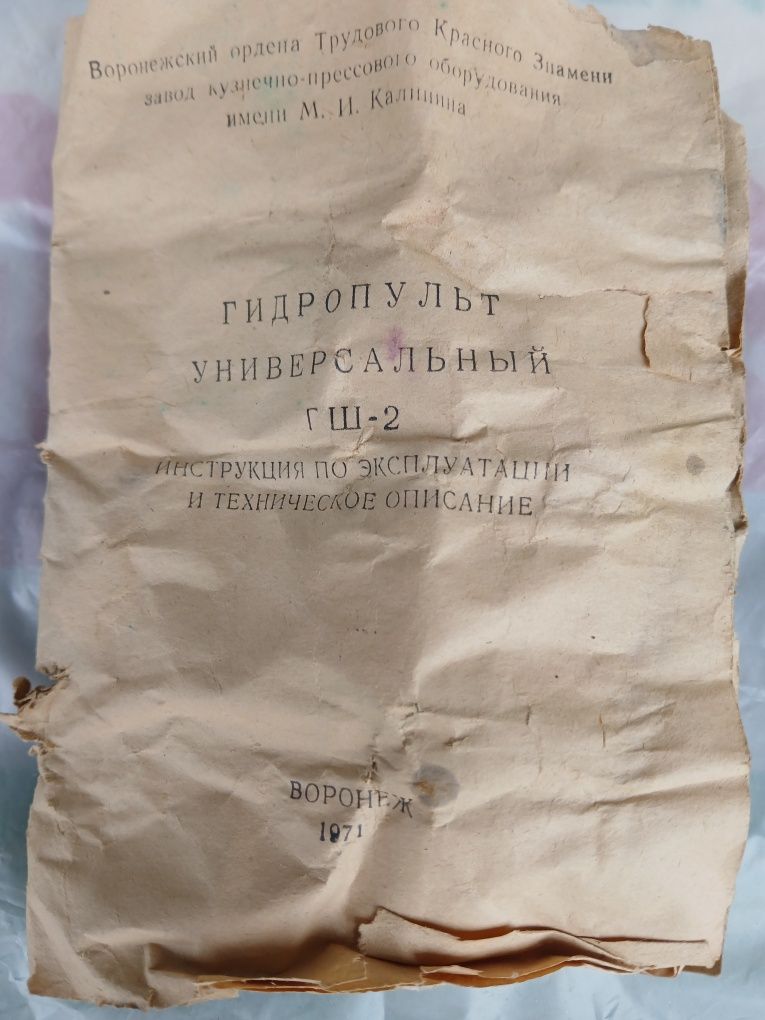 Воронежский ордена Трудового Красного Знамени
завод кузнечно-прессового оборудования
имени М. И. Калинина
ГИДРОПУЛЬТ
УНИВЕРСАЛЬНЫЙ
ГШ-2
ИНСТРУКЦИЯ ПО ЭКСПЛУАТАЦИИ
И ТЕХНИЧЕСКОЕ ОПИСАНИЕ
ВОРОНЕЖ
1971